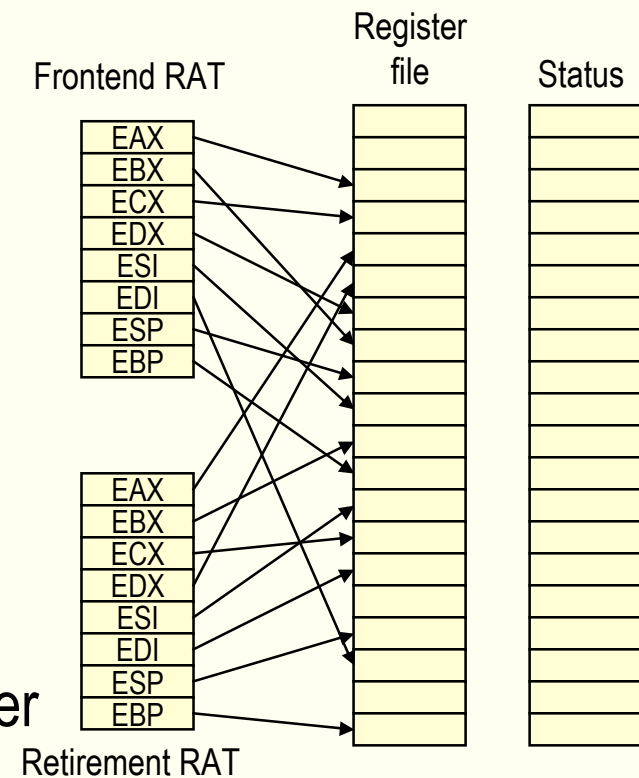 Register
file
Frontend RAT
Status
EAX
EBX
ECX
EDX
ESI
EDI
ESP
EBP
EAX
EBX
ECX
EDX
ESI
EDI
ESP
EBP
er
Retirement RAT